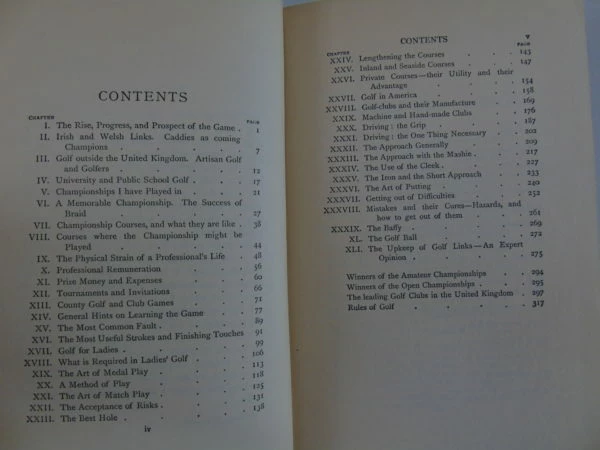 CONTENTS
CHAPTER PAGE
I. The Rise, Progress, and Prospect of the Game . 1
II. Irish and Welsh Links. Caddies as coming
Champions . . . . . 7
III. Golf outside the United Kingdom. Artisan Golf
and Golfers . . . . . 12
IV. University and Public School Golf . . 17
V. Championships I have Played in . . 21
VI. A Memorable Championship. The Success of
Braid . . . . . 27
VII. Championship Courses, and what they are like . 38
VIII. Courses where the Championship might be
Played . . . . . 44
IX. The Physical Strain of a Professional's Life . 48
X. Professional Remuneration . . . 56
XI. Prize Money and Expenses . . . 60
XII. Tournaments and Invitations . . . 66
XIII. County Golf and Club Games . . . 71
XIV. General Hints on Learning the Game . . 77
XV. The Most Common Fault . . . . 89
XVI. The Most Useful Strokes and Finishing Touches 91
XVII. Golf for Ladies . . . . . 99
XVIII. What is Required in Ladies' Golf . . . 106
XIX. The Art of Medal Play . . . . 113
XX. A Method of Play . . . . 118
XXI. The Art of Match Play . . . . 125
XXII. The Acceptance of Risks . . . . 131
XXIII. The Best Hole . . . . . 138
iv
CONTENTS v
CHAPTER PAGE
XXIV. Lengthening the Courses . . . 143
XXV. Inland and Seaside Courses . . . 147
XXVI. Private Courses—their Utility and their
Advantage . . . . . 154
XXVII. Golf in America . . . . 158
XXVIII. Golf-clubs and their Manufacture . . 169
XXIX. Machine and Hand-made Clubs . . 176
XXX. Driving: the Grip . . . . 187
XXXI. Driving: the One Thing Necessary . . 202
XXXII. The Approach Generally . . . 209
XXXIII. The Approach with the Mashie . . . 217
XXXIV. The Use of the Cleek . . . . 230
XXXV. The Iron and the Short Approach . . 233
XXXVI. The Art of Putting . . . . 240
XXXVII. Getting out of Difficulties . . . 252
XXXVIII. Mistakes and their Cures—Hazards, and
how to get out of them . . . 261
XXXIX. The Baffy . . . . . 269
XL. The Golf Ball . . . . . 272
XLI. The Upkeep of Golf Links—An Expert
Opinion . . . . . 275
Winners of the Amateur Championships . . 294
Winners of the Open Championships . . . 295
The leading Golf Clubs in the United Kingdom . . 297
Rules of Golf . . . . . 317